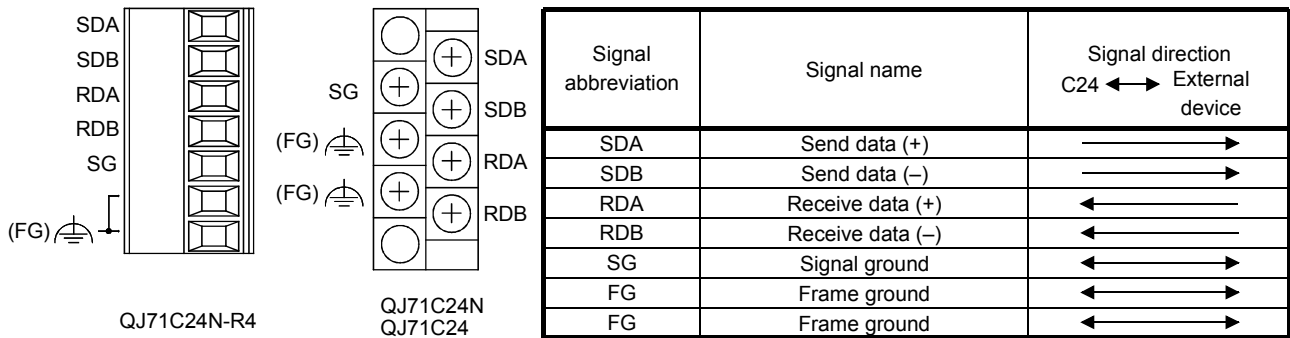 SDA
SDB
RDA
RDB
SG
(FG)
QJ71C24N-R4
SG
(FG)
(FG)
SDA
SDB
RDA
RDB
QJ71C24N
QJ71C24
Signal abbreviation Signal name Signal direction
C24 External device
SDA Send data (+)
SDB Send data (–)
RDA Receive data (+)
RDB Receive data (–)
SG Signal ground
FG Frame ground
FG Frame ground